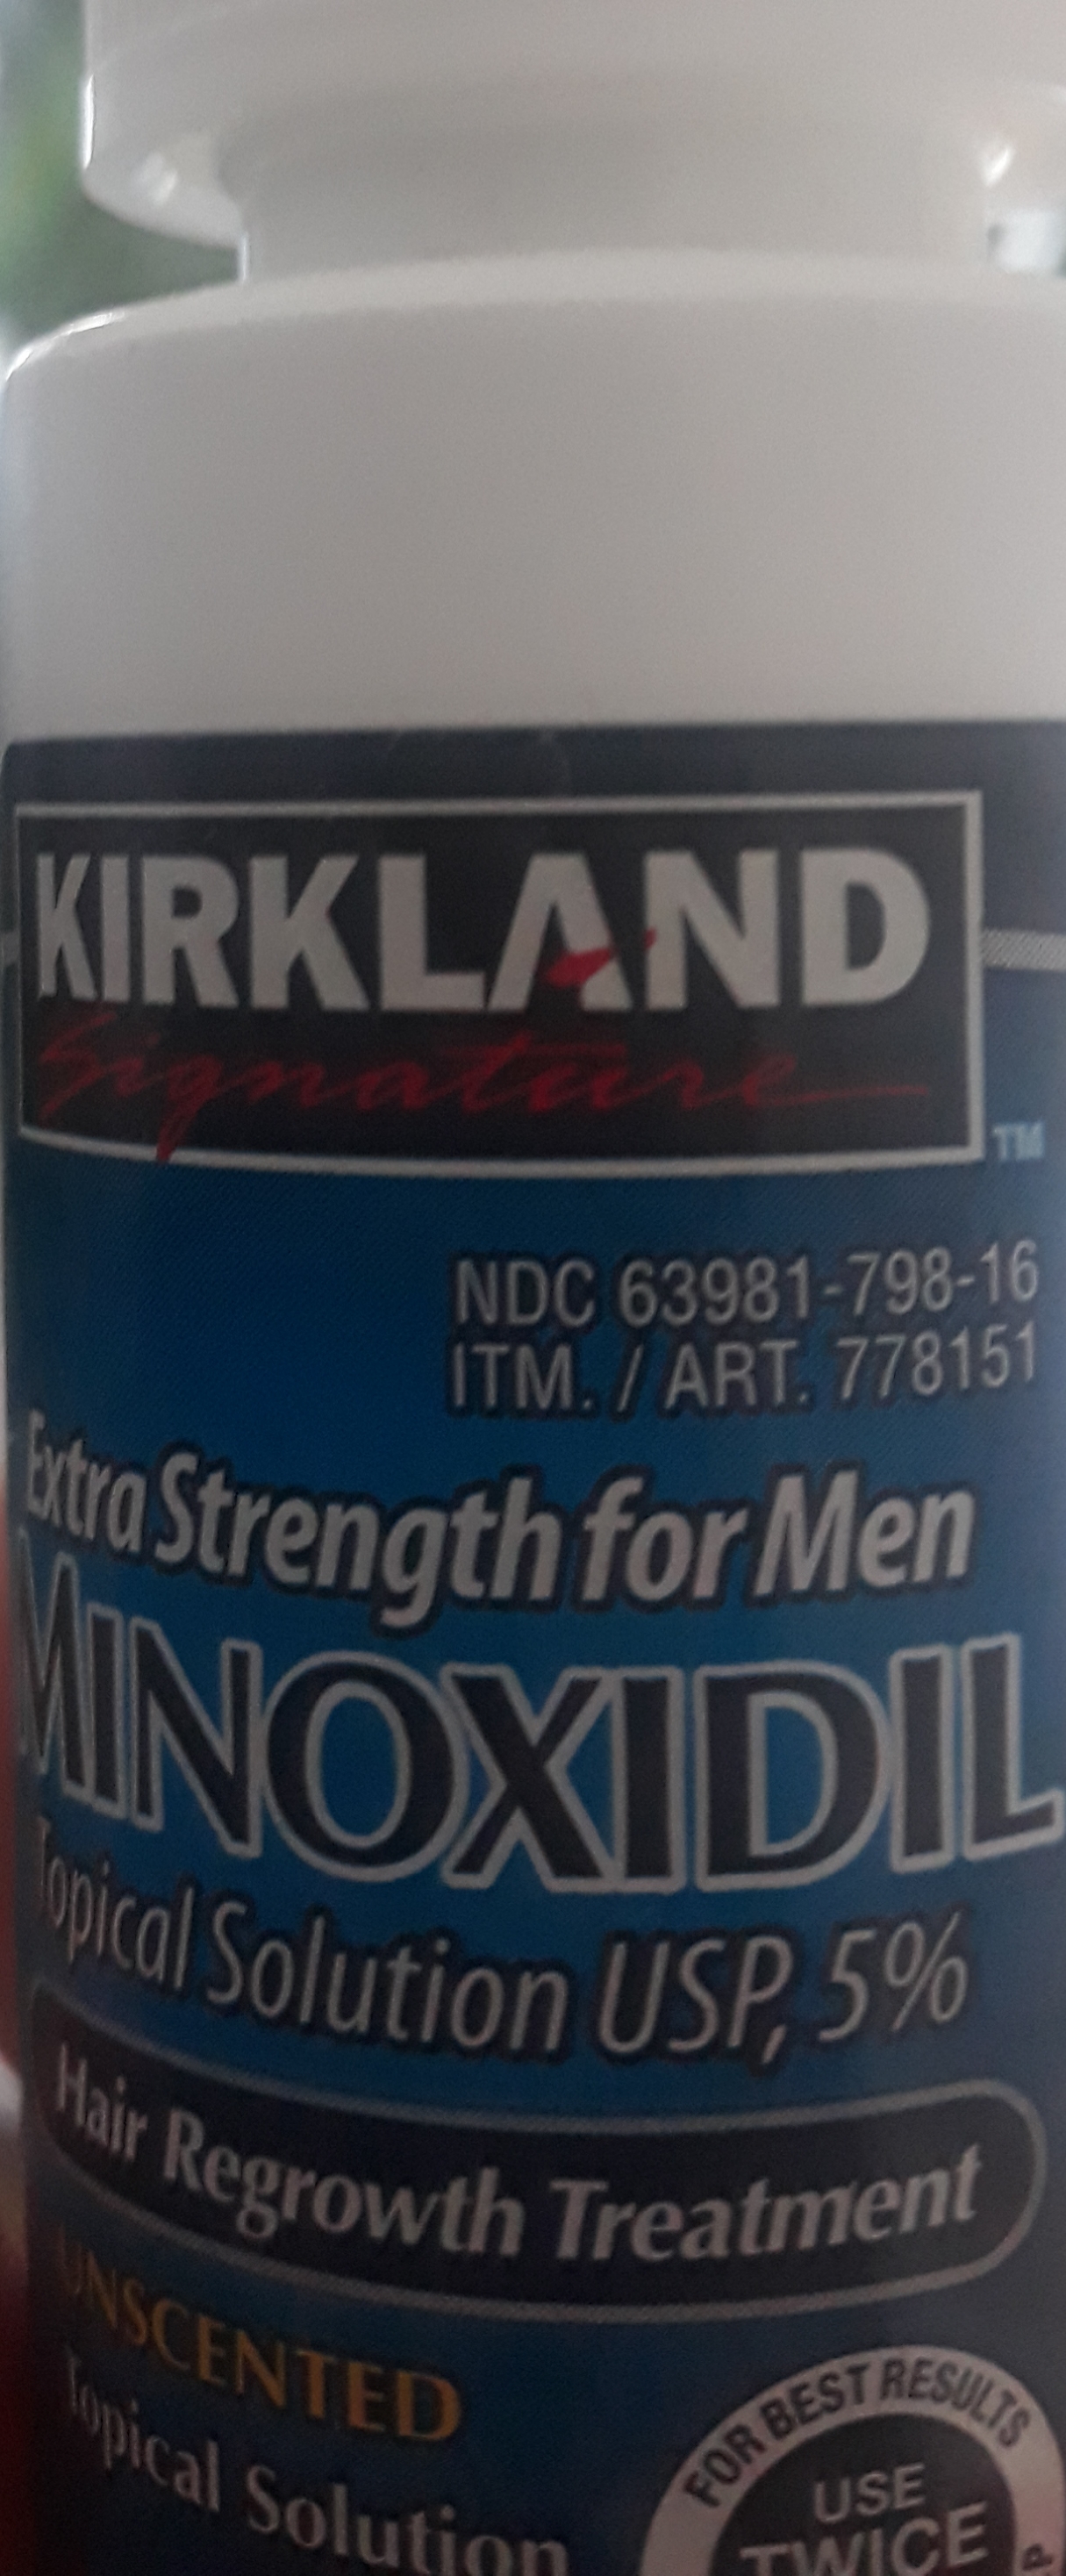 KIRKLAND
Signature
TM
NDC 63981-798-16
ITM. / ART. 778151
Extra Strength for Men
MINOXIDIL
Topical Solution USP, 5%
Hair Regrowth Treatment
UNSCENTED
Topical Solution
FOR BEST RESULTS
USE
TWICE